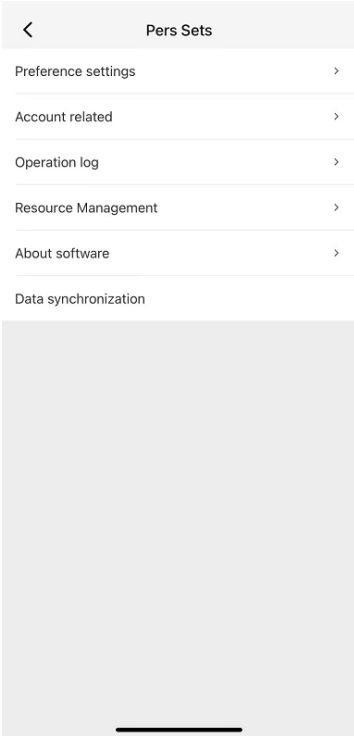 Pers Sets
Preference settings
Account related
Operation log
Resource Management
About software
Data synchronization